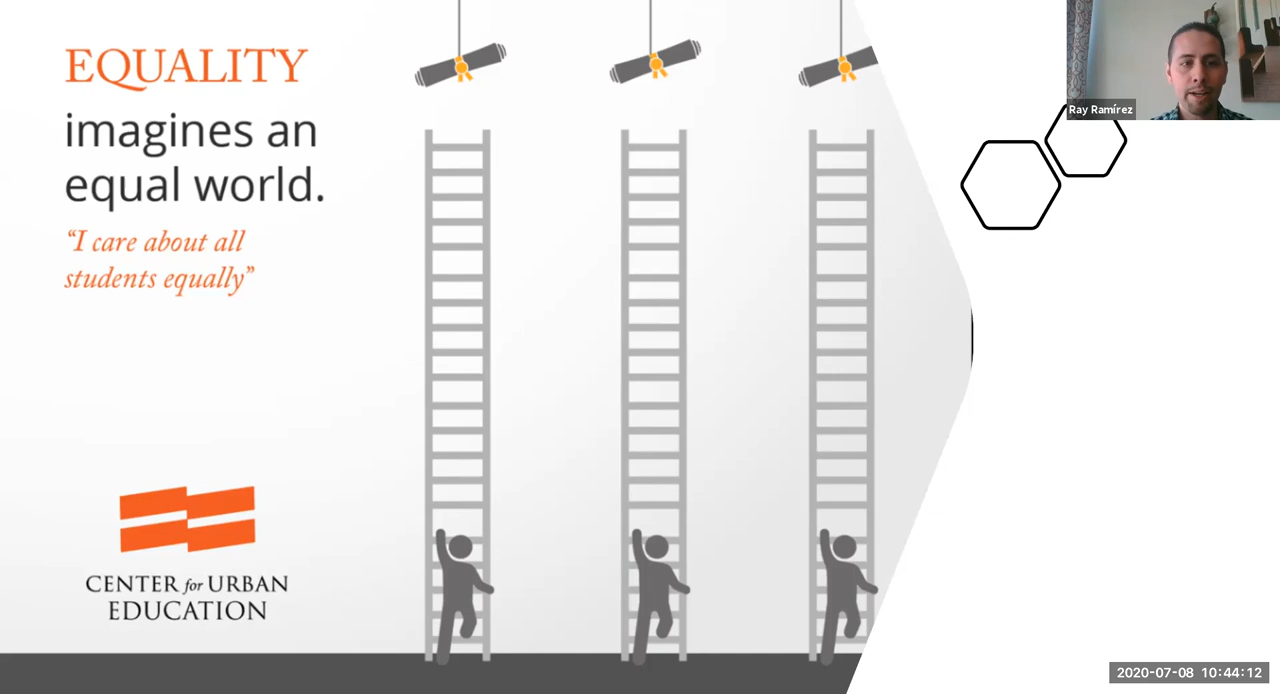 EQUALITY
imagines an
equal world.
“I care about all
students equally”
CENTER for URBAN
EDUCATION
Ray Ramírez
2020-07-08 10:44:12